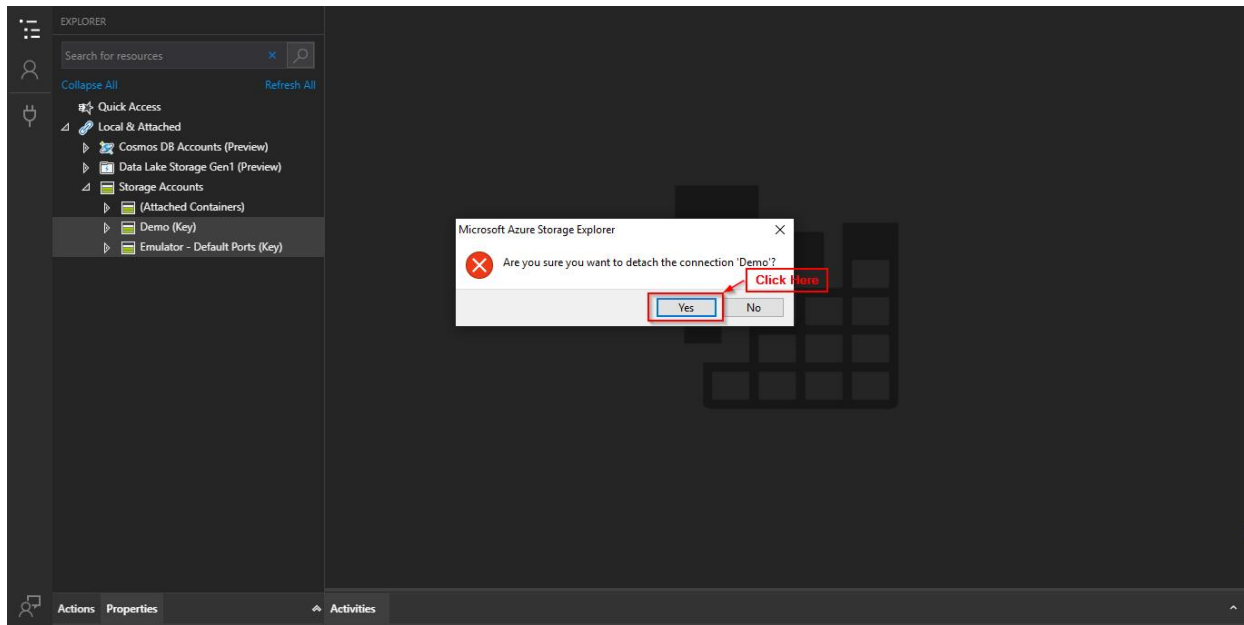 EXPLORER
Search for resources
Collapse All
Refresh All
Quick Access
Local & Attached
Cosmos DB Accounts (Preview)
Data Lake Storage Gen1 (Preview)
Storage Accounts
(Attached Containers)
Demo (Key)
Emulator - Default Ports (Key)
Microsoft Azure Storage Explorer
Are you sure you want to detach the connection 'Demo'?
Click Here
Yes
No
Actions
Properties
Activities